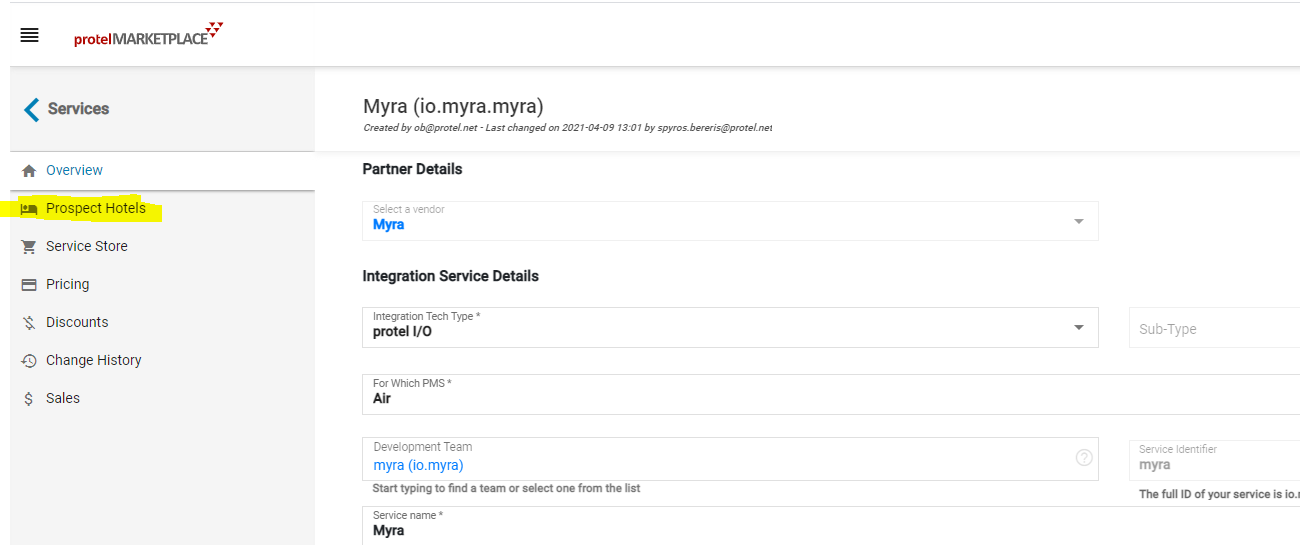 protelMARKETPLACE
Services
Overview
Prospect Hotels
Service Store
Pricing
Discounts
Change History
Sales
Myra (io.myra.myra)
Created by ob@protel.net - Last changed on 2021-04-09 13:01 by spyros.bereris@protel.net
Partner Details
Select a vendor
Myra
Integration Service Details
Integration Tech Type *
protel I/O
Sub-Type
For Which PMS *
Air
Development Team
myra (io.myra)
Start typing to find a team or select one from the list
Service Identifier
myra
The full ID of your service is io.
Service name *
Myra